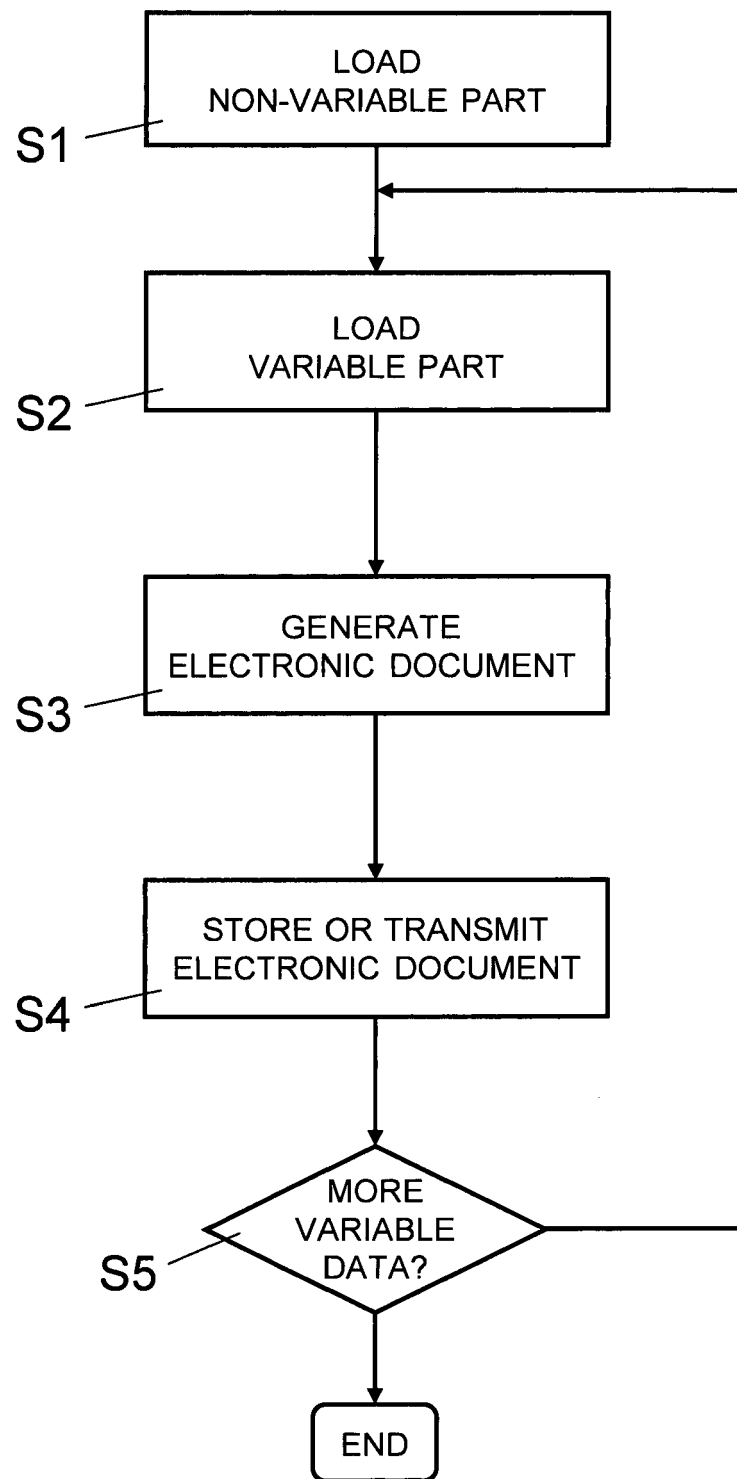 LOAD
NON-VARIABLE PART
S1
LOAD
VARIABLE PART
S2
GENERATE
ELECTRONIC DOCUMENT
S3
STORE OR TRANSMIT
ELECTRONIC DOCUMENT
S4
MORE
VARIABLE
DATA?
S5
END